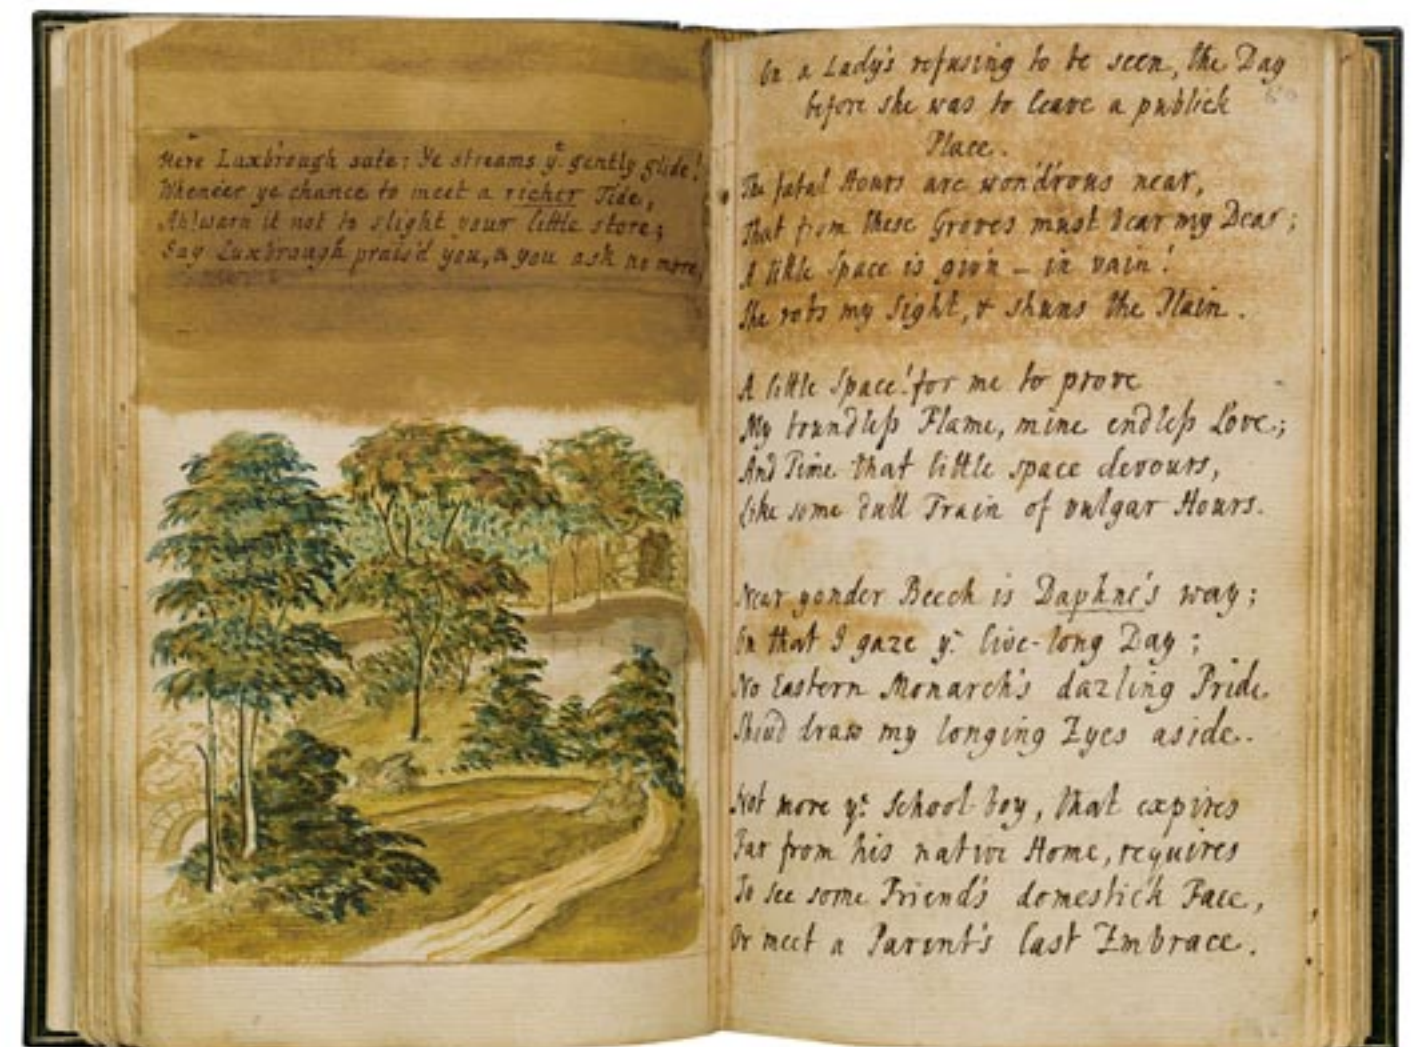 Here Luxbrough sate: Ye streams yt gently glide!
Whene'er ye chance to meet a richer Tide,
Ah! warn it not to slight your little store;
Say Luxbrough prais'd you, & you ask no more.
On a Lady's refusing to be seen, the Day
before she was to leave a publick
Place.
The fatal Hours are wond'rous near,
That from these Groves must bear my Dear;
A little Space is giv'n - in vain!
She robs my Sight, & shuns the Plain.
A little Space! for me to prove
My boundless Flame, mine endless Love;
And Time that little space devours,
Like some dull Train of vulgar Hours.
Near yonder Beech is Daphne's way;
On that I gaze ye live-long Day;
No Eastern Monarch's dazling Pride
Shou'd draw my longing Eyes aside.
Not more ye School-boy, that expires
Far from his native Home, requires
To see some Friend's domestick Face,
Or meet a Parent's last Embrace.